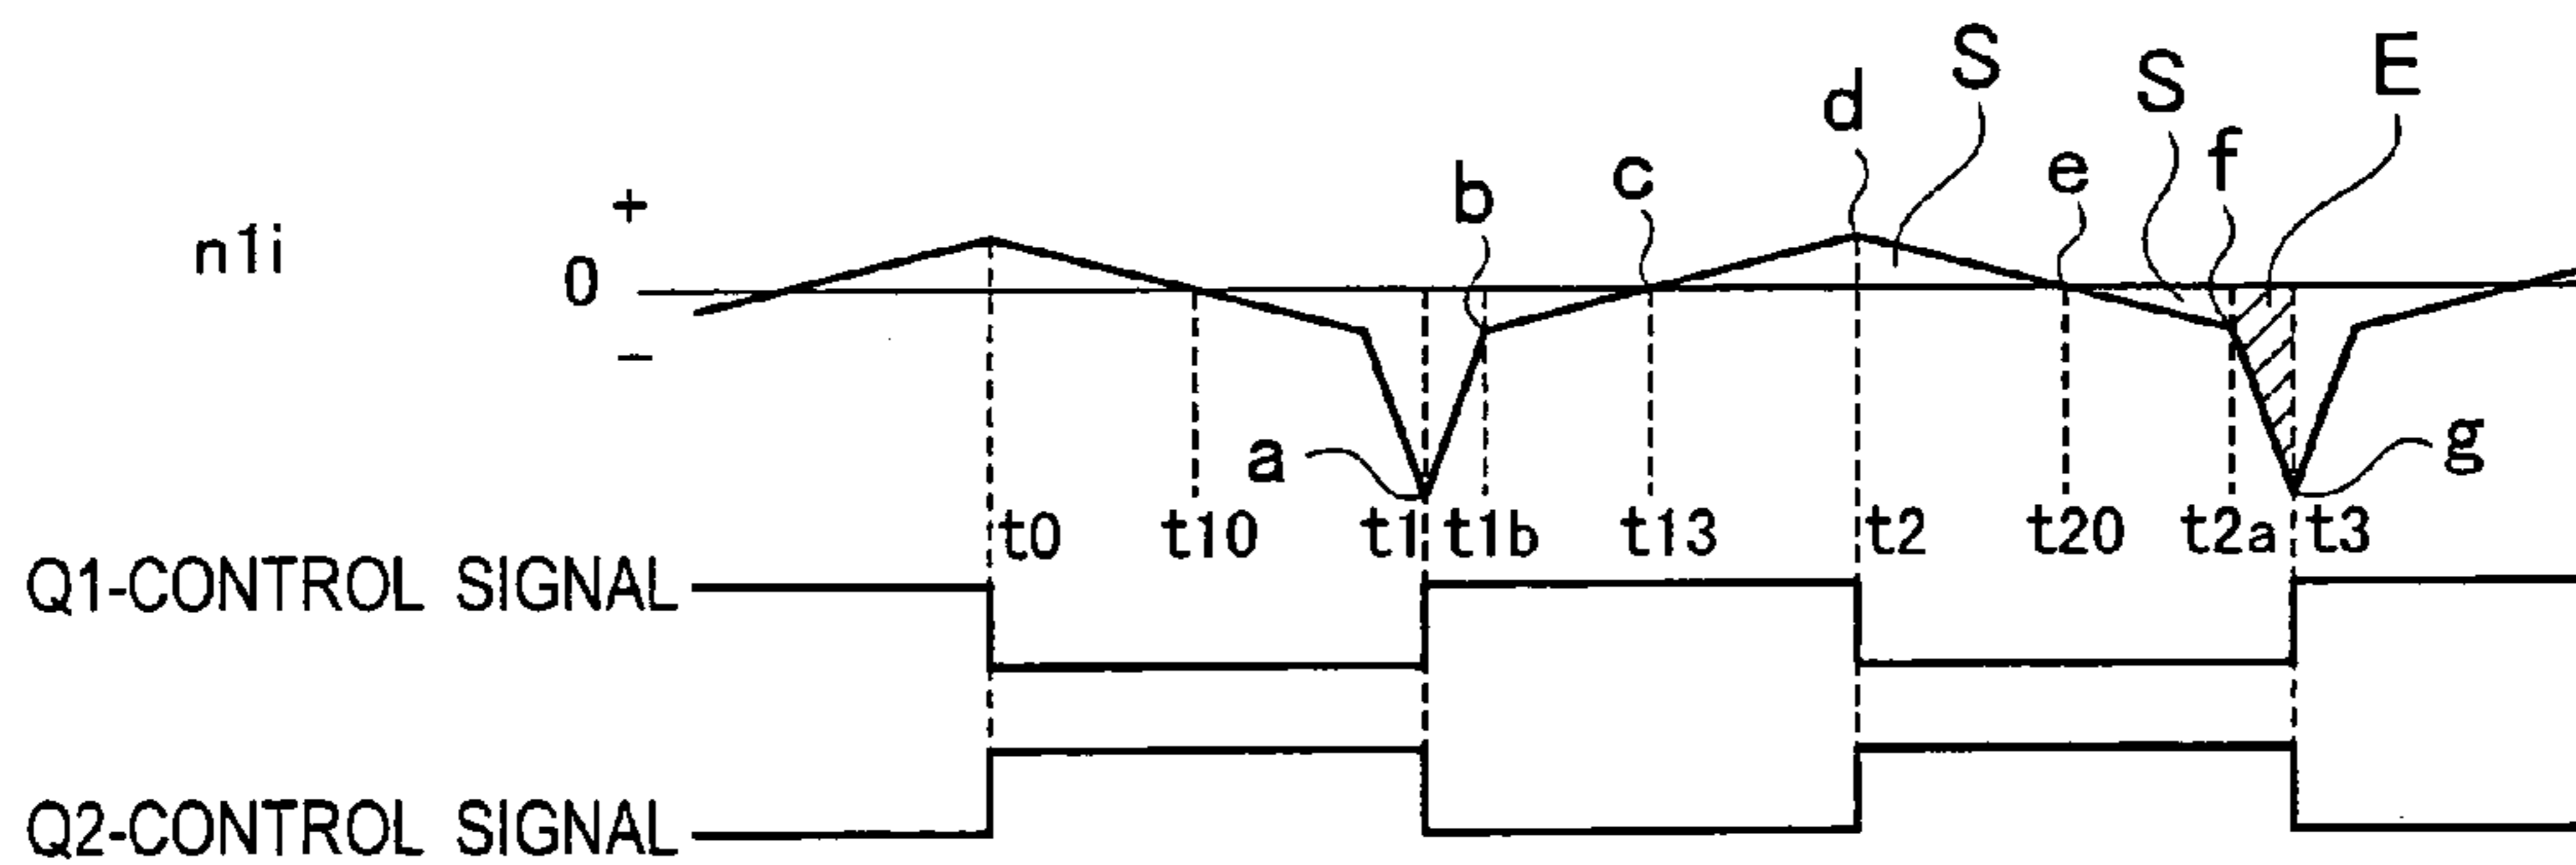 d S S E
b c e f
+
n1i 0
−
a g
t0 t10 t1 t1b t13 t2 t20 t2a t3
Q1-CONTROL SIGNAL
Q2-CONTROL SIGNAL